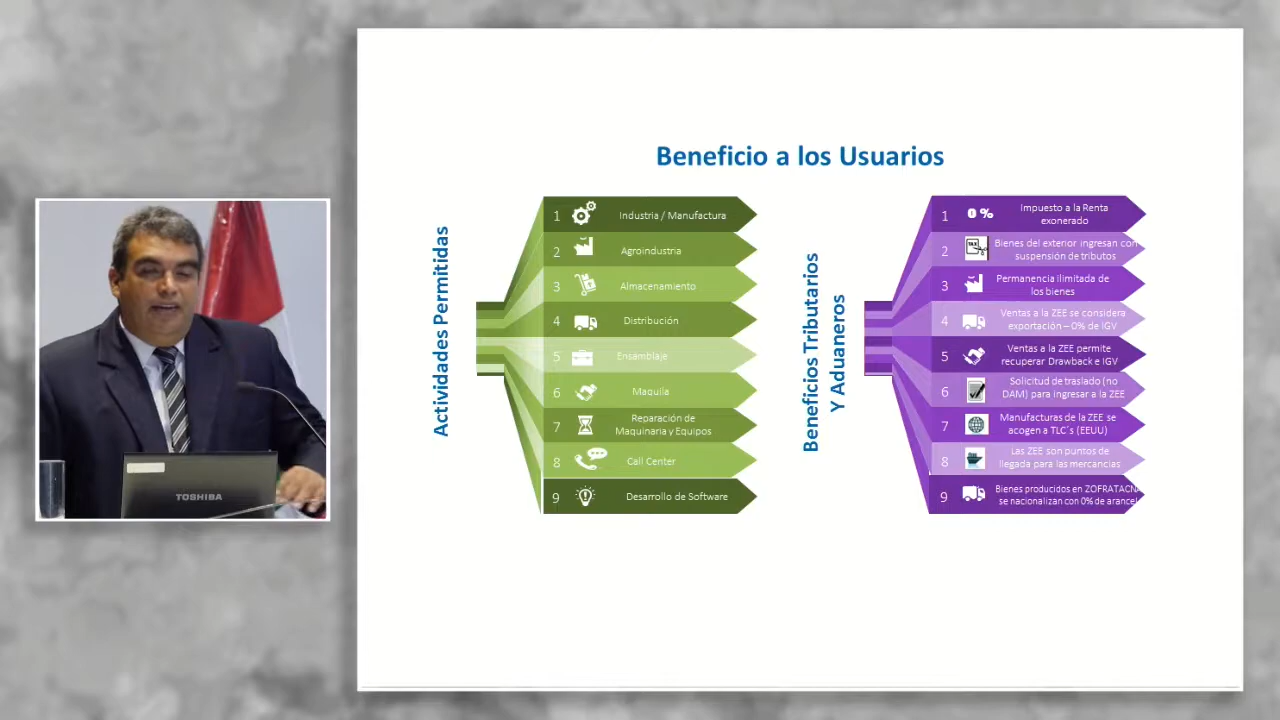 Beneficio a los Usuarios
Actividades Permitidas
1 Industria / Manufactura
2 Agroindustria
3 Almacenamiento
4 Distribución
5 Ensamblaje
6 Maquila
7 Reparación de
Maquinaria y Equipos
8 Call Center
9 Desarrollo de Software
Beneficios Tributarios
Y Aduaneros
1 0 % Impuesto a la Renta
exonerado
2 TAX Bienes del exterior ingresan con
suspensión de tributos
3 Permanencia ilimitada de
los bienes
4 Ventas a la ZEE se considera
exportación – 0% de IGV
5 Ventas a la ZEE permite
recuperar Drawback e IGV
6 Solicitud de traslado (no
DAM) para ingresar a la ZEE
7 Manufacturas de la ZEE se
acogen a TLC´s (EEUU)
8 Las ZEE son puntos de
llegada para las mercancias
9 Bienes producidos en ZOFRATACNA
se nacionalizan con 0% de arancel
TOSHIBA